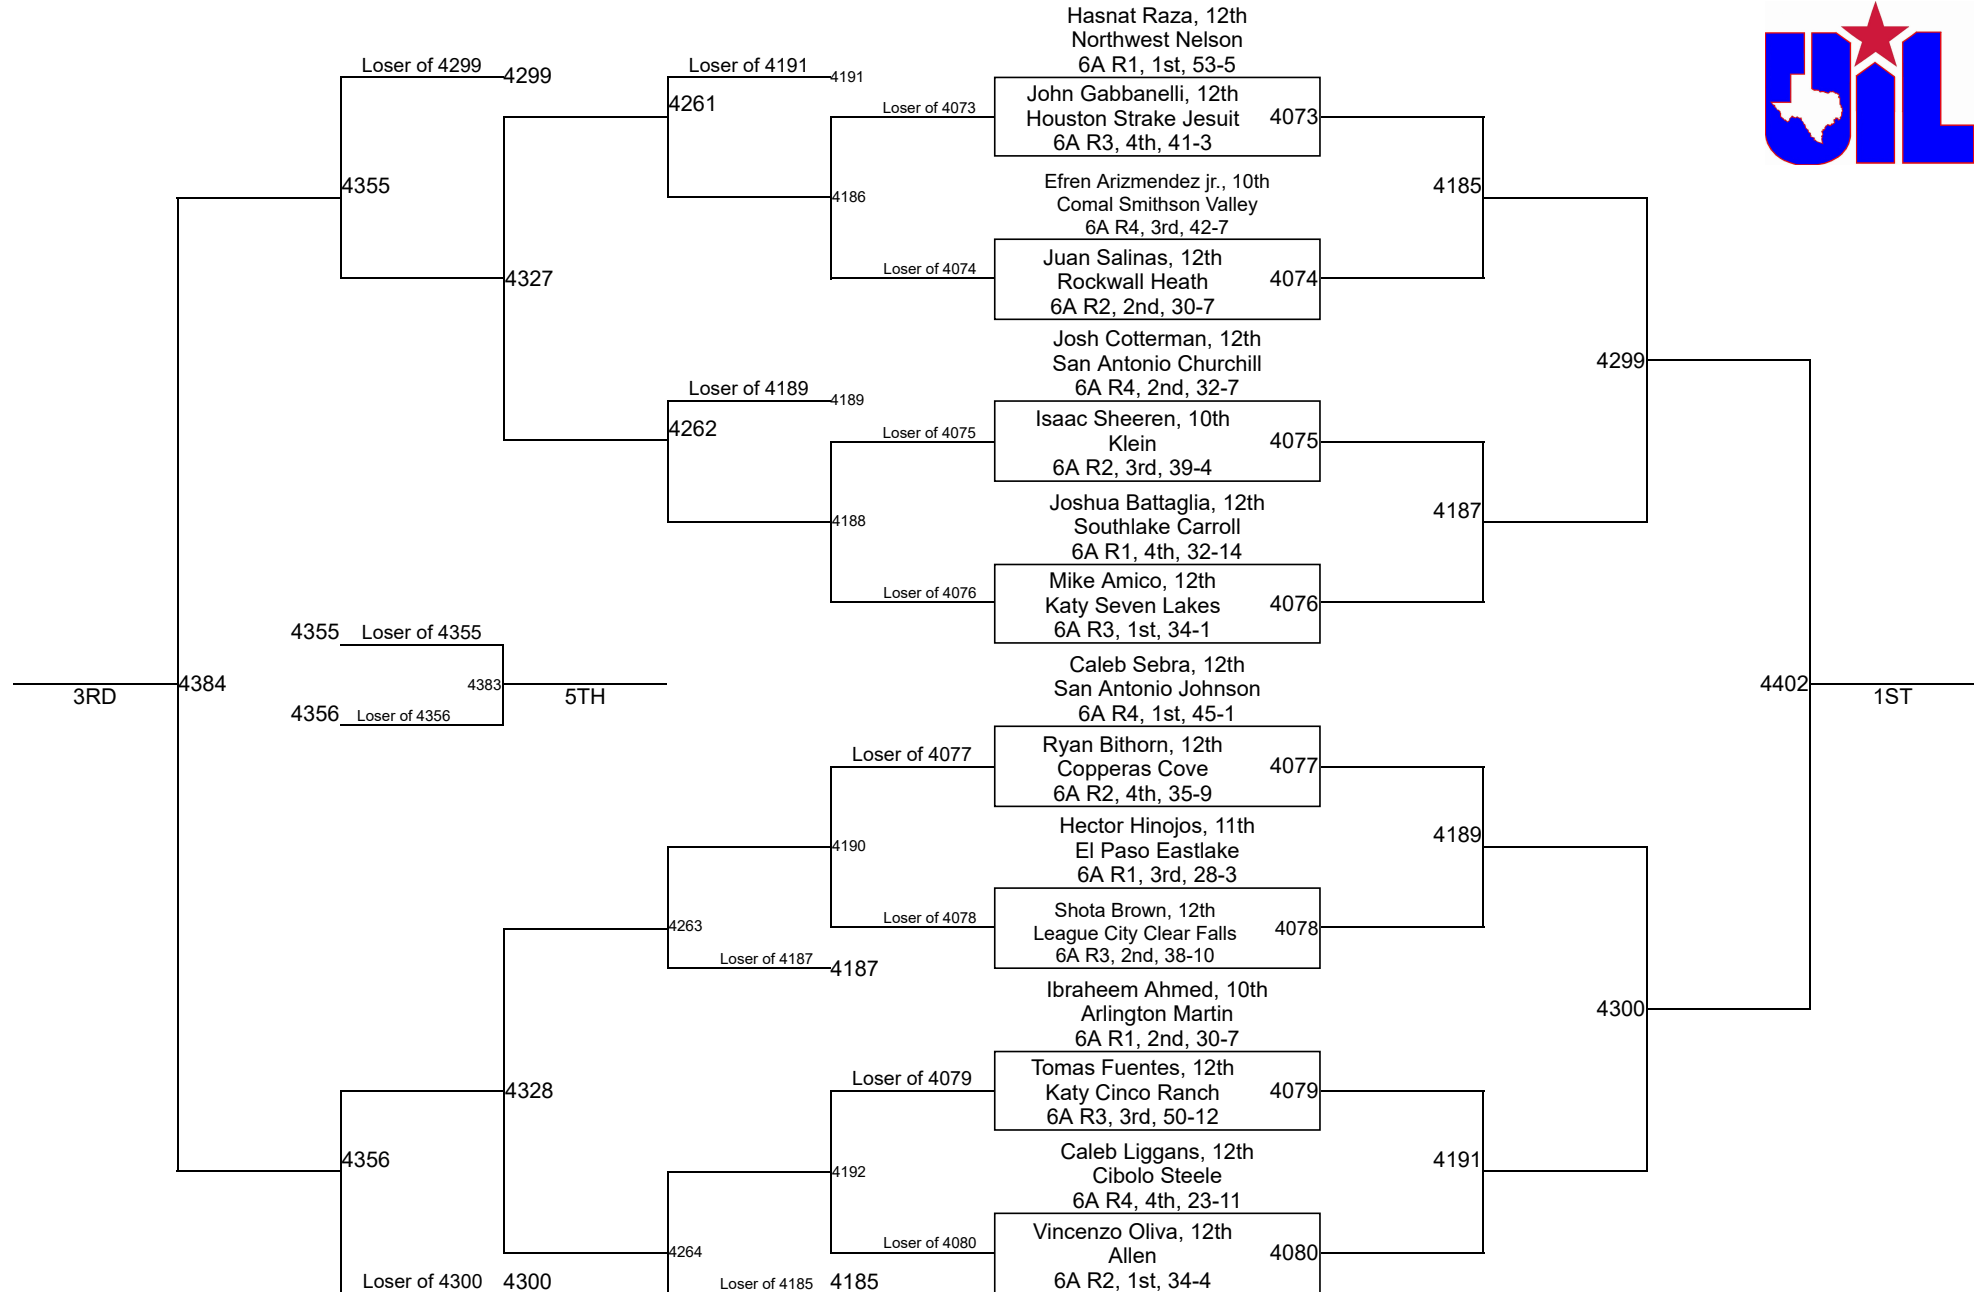 Hasnat Raza, 12th
Northwest Nelson
6A R1, 1st, 53-5
UIL
Loser of 4299 4299
Loser of 4191 4191
4261
Loser of 4073
John Gabbanelli, 12th
Houston Strake Jesuit 4073
6A R3, 4th, 41-3
4355
4186
Efren Arizmendez jr., 10th
Comal Smithson Valley
6A R4, 3rd, 42-7
4185
4327
Loser of 4074
Juan Salinas, 12th
Rockwall Heath 4074
6A R2, 2nd, 30-7
Josh Cotterman, 12th
San Antonio Churchill
6A R4, 2nd, 32-7
4299
Loser of 4189 4189
4262
Loser of 4075
Isaac Sheeren, 10th
Klein 4075
6A R2, 3rd, 39-4
4188
Joshua Battaglia, 12th
Southlake Carroll
6A R1, 4th, 32-14
4187
Loser of 4076
Mike Amico, 12th
Katy Seven Lakes 4076
6A R3, 1st, 34-1
4355 Loser of 4355
3RD
4384
4383
5TH
4356 Loser of 4356
Caleb Sebra, 12th
San Antonio Johnson
6A R4, 1st, 45-1
4402
1ST
Loser of 4077
Ryan Bithorn, 12th
Copperas Cove 4077
6A R2, 4th, 35-9
4190
Hector Hinojos, 11th
El Paso Eastlake
6A R1, 3rd, 28-3
4189
4263
Loser of 4078
Shota Brown, 12th
League City Clear Falls 4078
6A R3, 2nd, 38-10
Loser of 4187 4187
Ibraheem Ahmed, 10th
Arlington Martin
6A R1, 2nd, 30-7
4300
4328
Loser of 4079
Tomas Fuentes, 12th
Katy Cinco Ranch 4079
6A R3, 3rd, 50-12
4356
4192
Caleb Liggans, 12th
Cibolo Steele
6A R4, 4th, 23-11
4191
4264
Loser of 4080
Vincenzo Oliva, 12th
Allen 4080
6A R2, 1st, 34-4
Loser of 4300 4300
Loser of 4185 4185